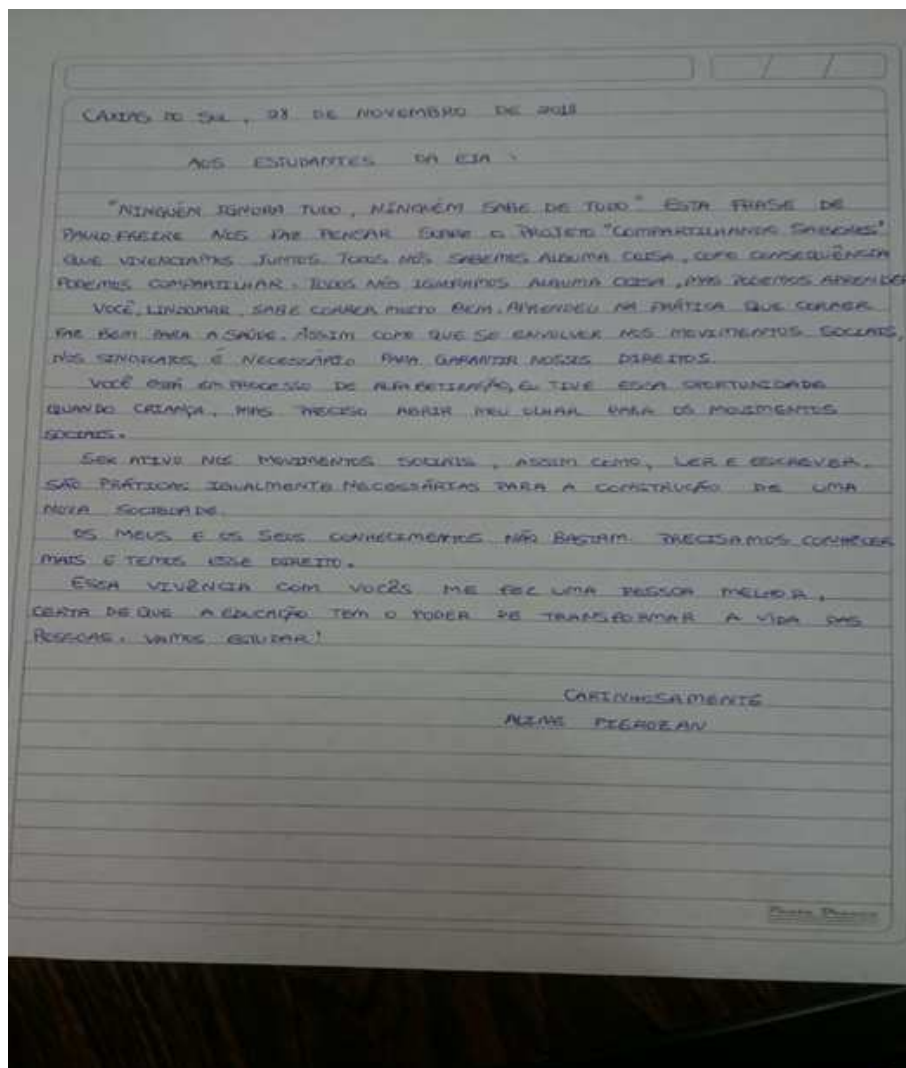 CAXIAS DO SUL, 28 DE NOVEMBRO DE 2018
AOS ESTUDANTES DA EJA
"NINGUÉM IGNORA TUDO, NINGUÉM SABE DE TUDO" ESTA FRASE DE
PAULO FREIRE NOS FAZ PENSAR SOBRE O PROJETO "COMPARTILHANDO SABERES"
QUE VIVENCIAMOS JUNTOS. TODOS NÓS SABEMOS ALGUMA COISA, COMO CONSEQUÊNCIA
PODEMOS COMPARTILHAR. TODOS NÓS IGNORAMOS ALGUMA COISA, MAS PODEMOS APRENDER
VOCÊ, LINDOMAR, SABE CORRER MUITO BEM. APRENDEU NA PRÁTICA QUE CORRER
FAZ BEM PARA A SAÚDE. ASSIM COMO QUE SE ENVOLVER NOS MOVIMENTOS SOCIAIS,
NOS SINDICATOS, É NECESSÁRIO PARA GARANTIR NOSSOS DIREITOS.
VOCÊ ESTÁ EM PROCESSO DE ALFABETIZAÇÃO, EU TIVE ESSA OPORTUNIDADE
QUANDO CRIANÇA, MAS PRECISO ABRIR MEU OLHAR PARA OS MOVIMENTOS
SOCIAIS.
SER ATIVO NOS MOVIMENTOS SOCIAIS, ASSIM COMO, LER E ESCREVER,
SÃO PRÁTICAS IGUALMENTE NECESSÁRIAS PARA A CONSTRUÇÃO DE UMA
NOVA SOCIEDADE.
OS MEUS E OS SEUS CONHECIMENTOS NÃO BASTAM. PRECISAMOS CONHECER
MAIS E TEMOS ESSE DIREITO.
ESSA VIVÊNCIA COM VOCÊS ME FEZ UMA PESSOA MELHOR,
CERTA DE QUE A EDUCAÇÃO TEM O PODER DE TRANSFORMAR A VIDA DAS
PESSOAS. VAMOS ESTUDAR!
CARINHOSAMENTE
ALINE PIEROZAN